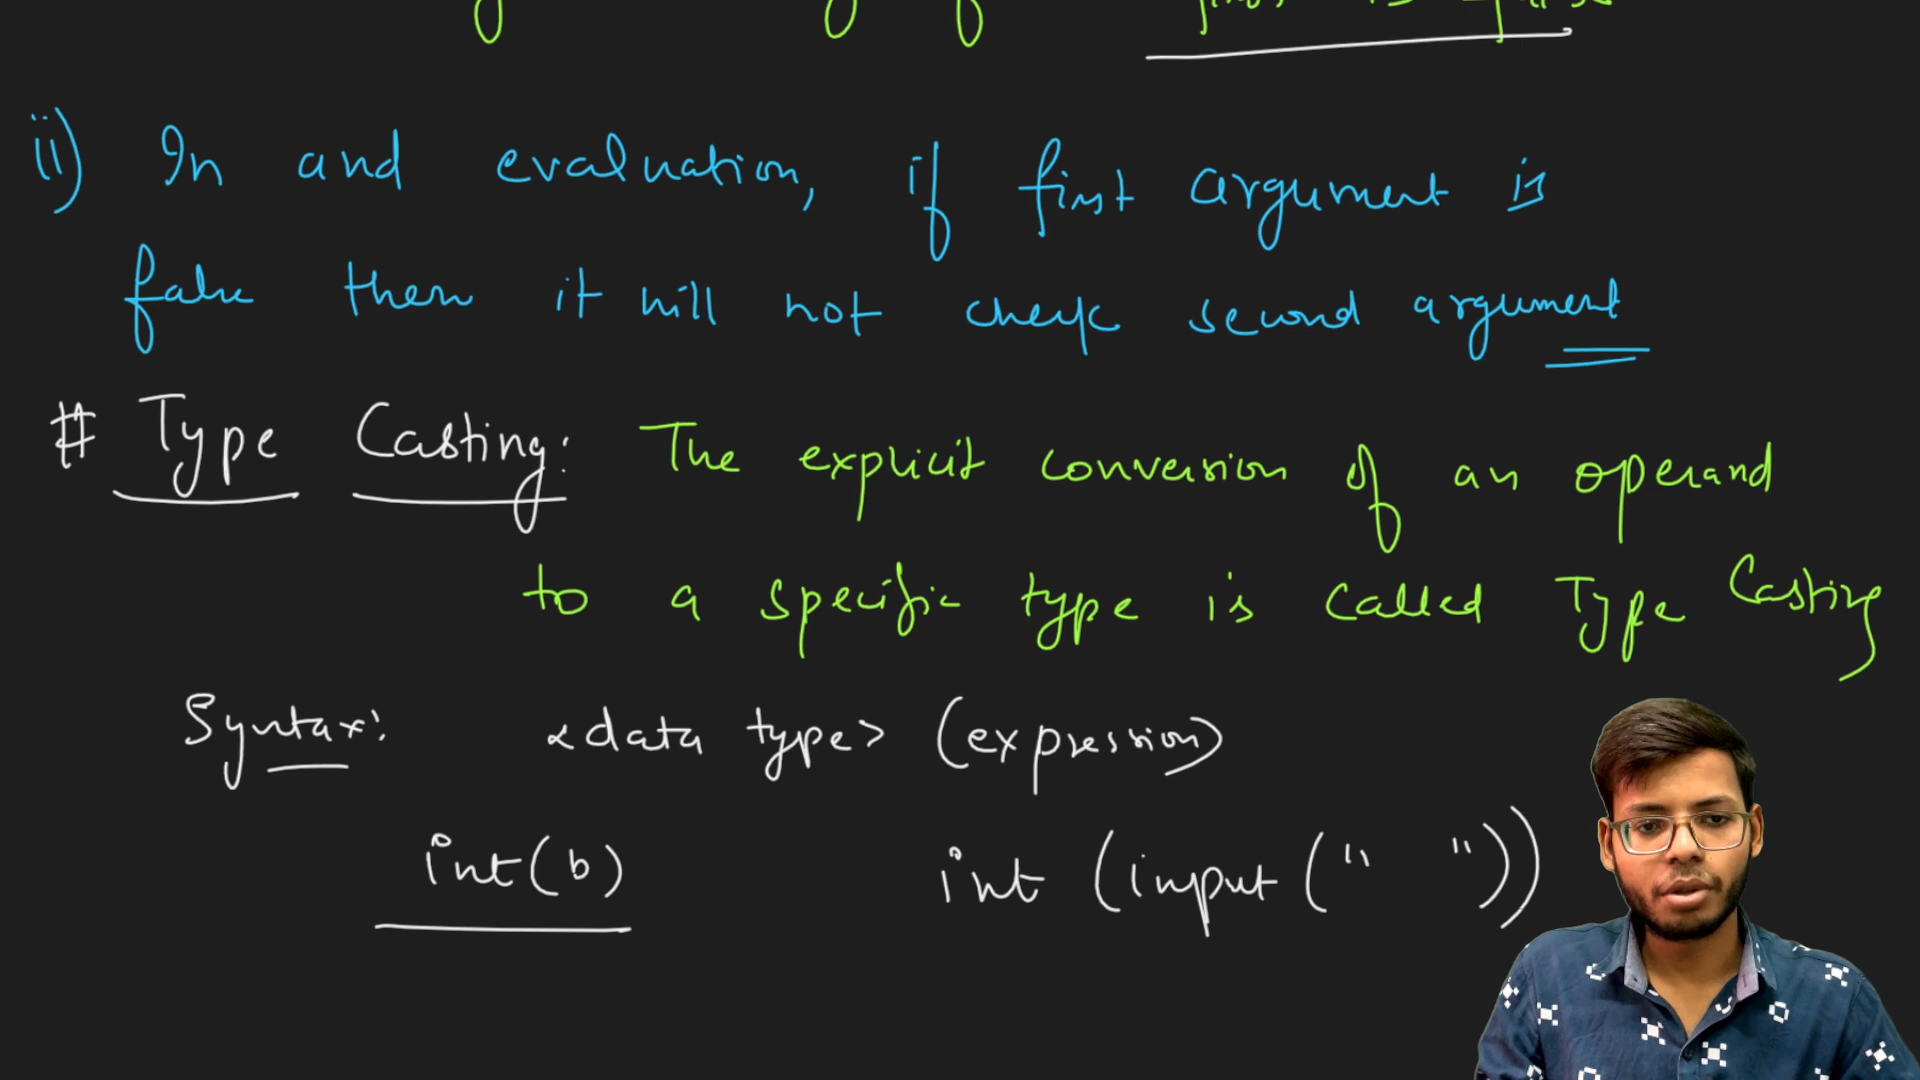 ii) In and evaluation, if first argument is
false then it will not check second argument
# Type Casting: The explicit conversion of an operand
to a specific type is called Type Casting
Syntax: <data type> (expression)
int(b) int (input (" "))